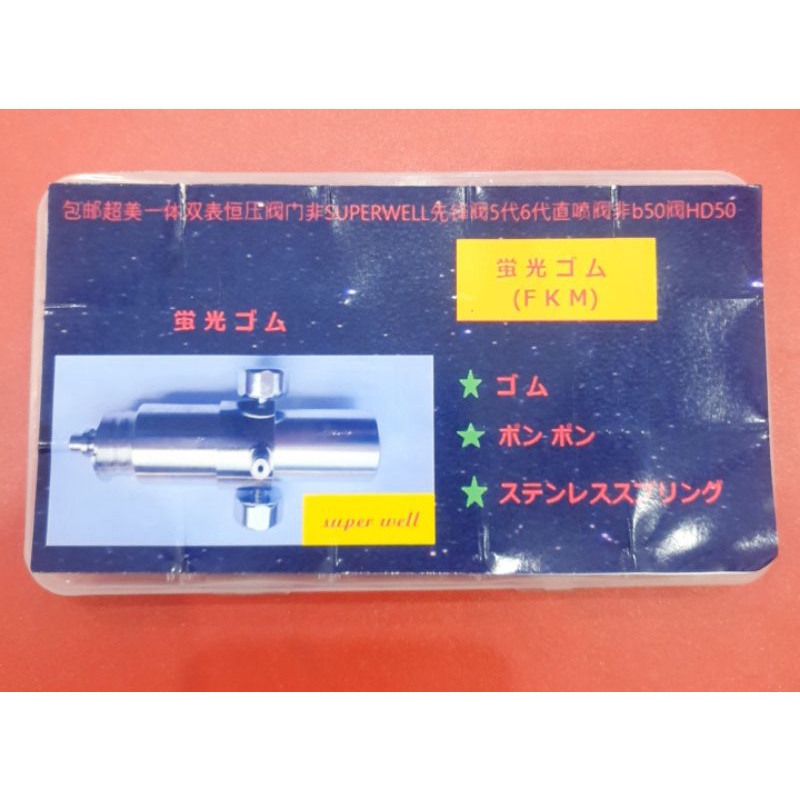 包邮超美一体双表恒压阀门非SUPERWELL先锋阀5代6代直喷阀非b50阀HD50
蛍光ゴム
(FKM)
蛍光ゴム
★ ゴム
★ ポンポン
★ ステンレススプリング
super well